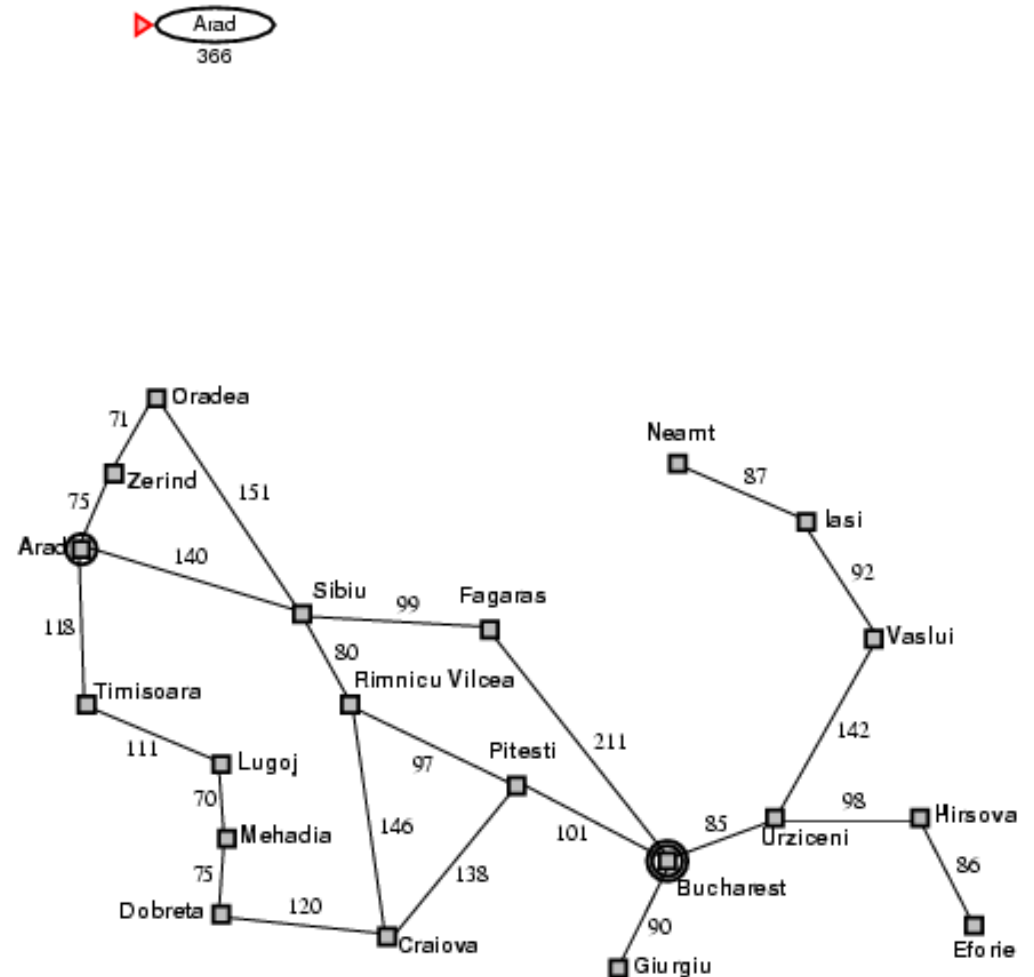 Arad
366
Oradea
71
Neamt
Zerind
87
75
151
Iasi
Arad
140
92
Sibiu
Fagaras
99
118
Vaslui
80
Rimnicu Vilcea
Timisoara
142
211
111
Pitesti
Lugoj
97
70
98
Hirsova
146
101
85
Mehadia
Urziceni
86
75
138
Bucharest
Dobreta
120
90
Craiova
Eforie
Giurgiu